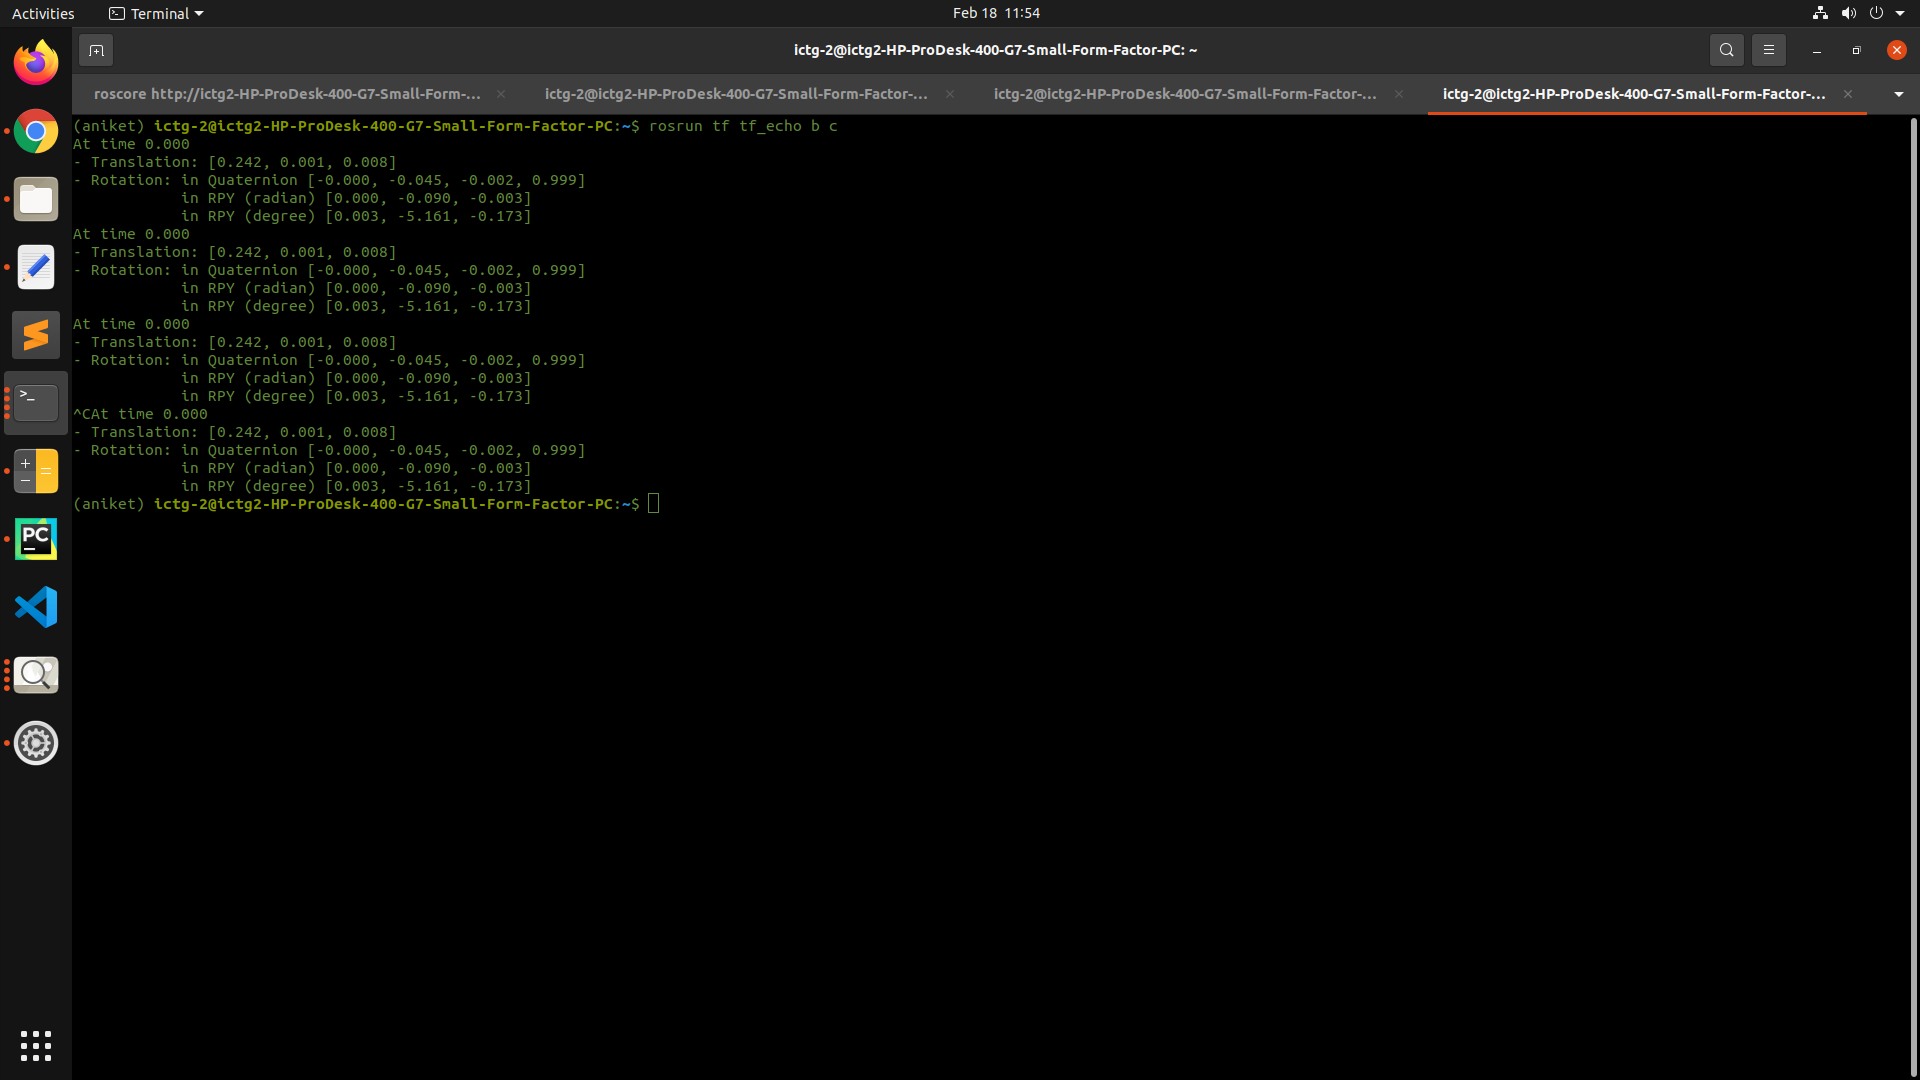 Activities
Terminal
Feb 18 11:54
ictg-2@ictg2-HP-ProDesk-400-G7-Small-Form-Factor-PC: ~
roscore http://ictg2-HP-ProDesk-400-G7-Small-Form-...
ictg-2@ictg2-HP-ProDesk-400-G7-Small-Form-Factor-...
ictg-2@ictg2-HP-ProDesk-400-G7-Small-Form-Factor-...
ictg-2@ictg2-HP-ProDesk-400-G7-Small-Form-Factor-...
(aniket) ictg-2@ictg2-HP-ProDesk-400-G7-Small-Form-Factor-PC:~$ rosrun tf tf_echo b c
At time 0.000
- Translation: [0.242, 0.001, 0.008]
- Rotation: in Quaternion [-0.000, -0.045, -0.002, 0.999]
            in RPY (radian) [0.000, -0.090, -0.003]
            in RPY (degree) [0.003, -5.161, -0.173]
At time 0.000
- Translation: [0.242, 0.001, 0.008]
- Rotation: in Quaternion [-0.000, -0.045, -0.002, 0.999]
            in RPY (radian) [0.000, -0.090, -0.003]
            in RPY (degree) [0.003, -5.161, -0.173]
At time 0.000
- Translation: [0.242, 0.001, 0.008]
- Rotation: in Quaternion [-0.000, -0.045, -0.002, 0.999]
            in RPY (radian) [0.000, -0.090, -0.003]
            in RPY (degree) [0.003, -5.161, -0.173]
^CAt time 0.000
- Translation: [0.242, 0.001, 0.008]
- Rotation: in Quaternion [-0.000, -0.045, -0.002, 0.999]
            in RPY (radian) [0.000, -0.090, -0.003]
            in RPY (degree) [0.003, -5.161, -0.173]
(aniket) ictg-2@ictg2-HP-ProDesk-400-G7-Small-Form-Factor-PC:~$
>_
PC